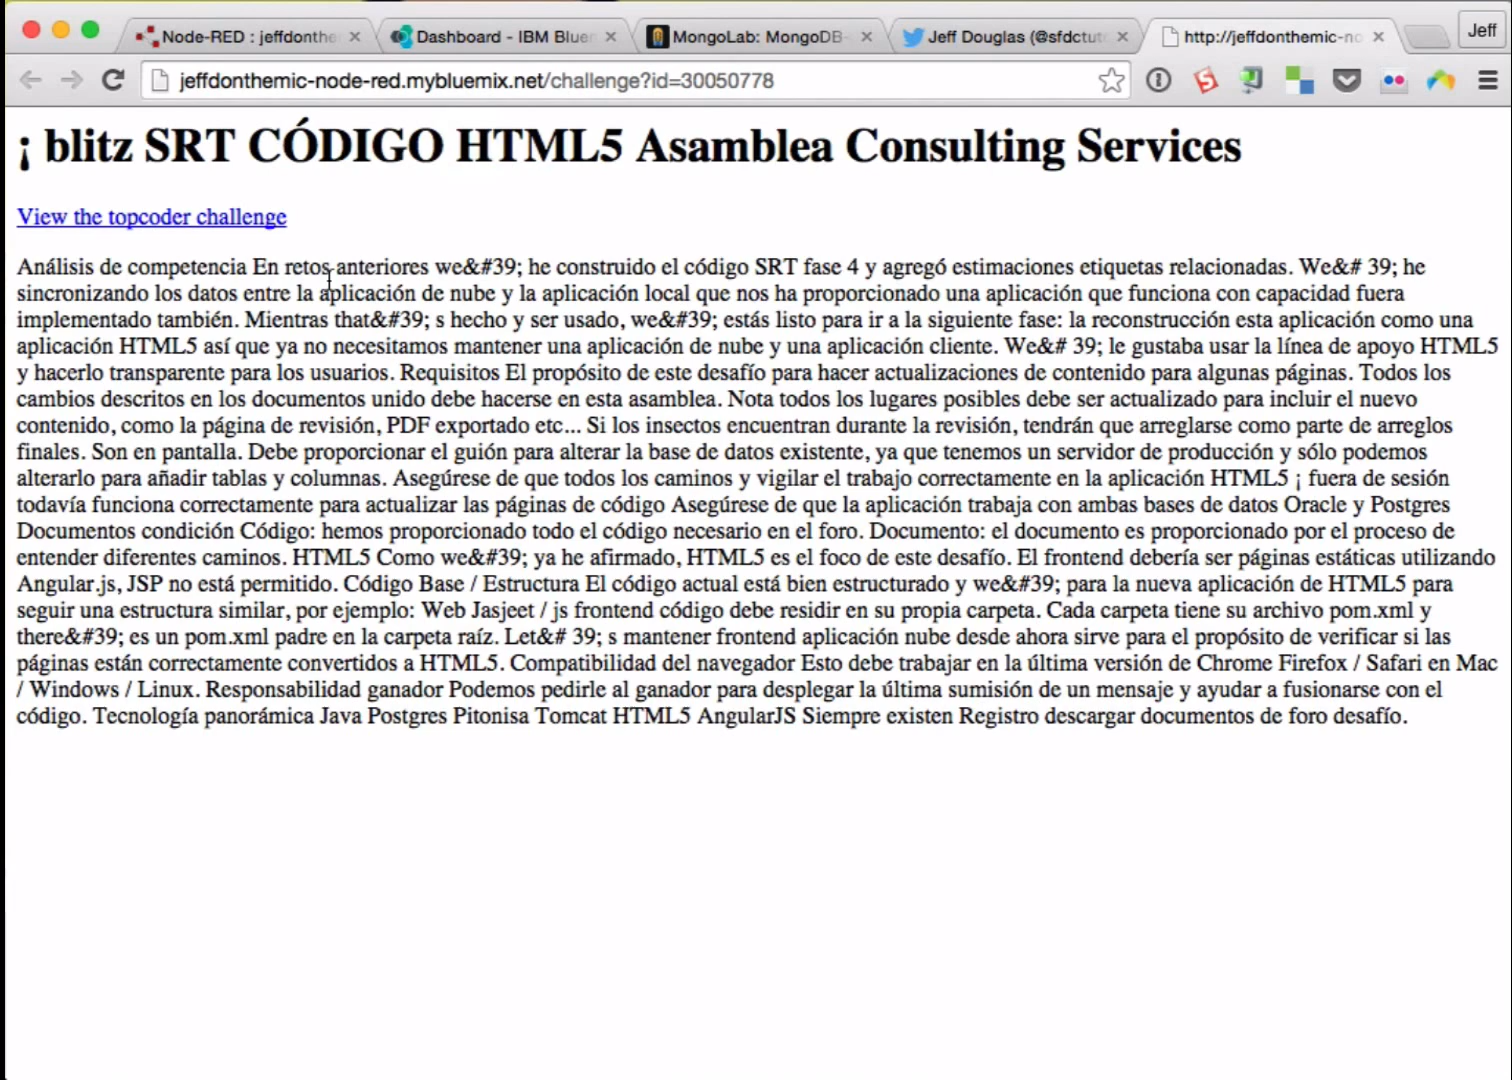 Node-RED : jeffdonthe
Dashboard - IBM Bluem
MongoLab: MongoDB-
Jeff Douglas (@sfdctut
http://jeffdonthemic-no
Jeff
jeffdonthemic-node-red.mybluemix.net/challenge?id=30050778
¡ blitz SRT CÓDIGO HTML5 Asamblea Consulting Services
View the topcoder challenge
Análisis de competencia En retos anteriores we&#39; he construido el código SRT fase 4 y agregó estimaciones etiquetas relacionadas. We&# 39; he
sincronizando los datos entre la aplicación de nube y la aplicación local que nos ha proporcionado una aplicación que funciona con capacidad fuera
implementado también. Mientras that&#39; s hecho y ser usado, we&#39; estás listo para ir a la siguiente fase: la reconstrucción esta aplicación como una
aplicación HTML5 así que ya no necesitamos mantener una aplicación de nube y una aplicación cliente. We&# 39; le gustaba usar la línea de apoyo HTML5
y hacerlo transparente para los usuarios. Requisitos El propósito de este desafío para hacer actualizaciones de contenido para algunas páginas. Todos los
cambios descritos en los documentos unido debe hacerse en esta asamblea. Nota todos los lugares posibles debe ser actualizado para incluir el nuevo
contenido, como la página de revisión, PDF exportado etc... Si los insectos encuentran durante la revisión, tendrán que arreglarse como parte de arreglos
finales. Son en pantalla. Debe proporcionar el guión para alterar la base de datos existente, ya que tenemos un servidor de producción y sólo podemos
alterarlo para añadir tablas y columnas. Asegúrese de que todos los caminos y vigilar el trabajo correctamente en la aplicación HTML5 ¡ fuera de sesión
todavía funciona correctamente para actualizar las páginas de código Asegúrese de que la aplicación trabaja con ambas bases de datos Oracle y Postgres
Documentos condición Código: hemos proporcionado todo el código necesario en el foro. Documento: el documento es proporcionado por el proceso de
entender diferentes caminos. HTML5 Como we&#39; ya he afirmado, HTML5 es el foco de este desafío. El frontend debería ser páginas estáticas utilizando
Angular.js, JSP no está permitido. Código Base / Estructura El código actual está bien estructurado y we&#39; para la nueva aplicación de HTML5 para
seguir una estructura similar, por ejemplo: Web Jasjeet / js frontend código debe residir en su propia carpeta. Cada carpeta tiene su archivo pom.xml y
there&#39; es un pom.xml padre en la carpeta raíz. Let&# 39; s mantener frontend aplicación nube desde ahora sirve para el propósito de verificar si las
páginas están correctamente convertidos a HTML5. Compatibilidad del navegador Esto debe trabajar en la última versión de Chrome Firefox / Safari en Mac
/ Windows / Linux. Responsabilidad ganador Podemos pedirle al ganador para desplegar la última sumisión de un mensaje y ayudar a fusionarse con el
código. Tecnología panorámica Java Postgres Pitonisa Tomcat HTML5 AngularJS Siempre existen Registro descargar documentos de foro desafío.